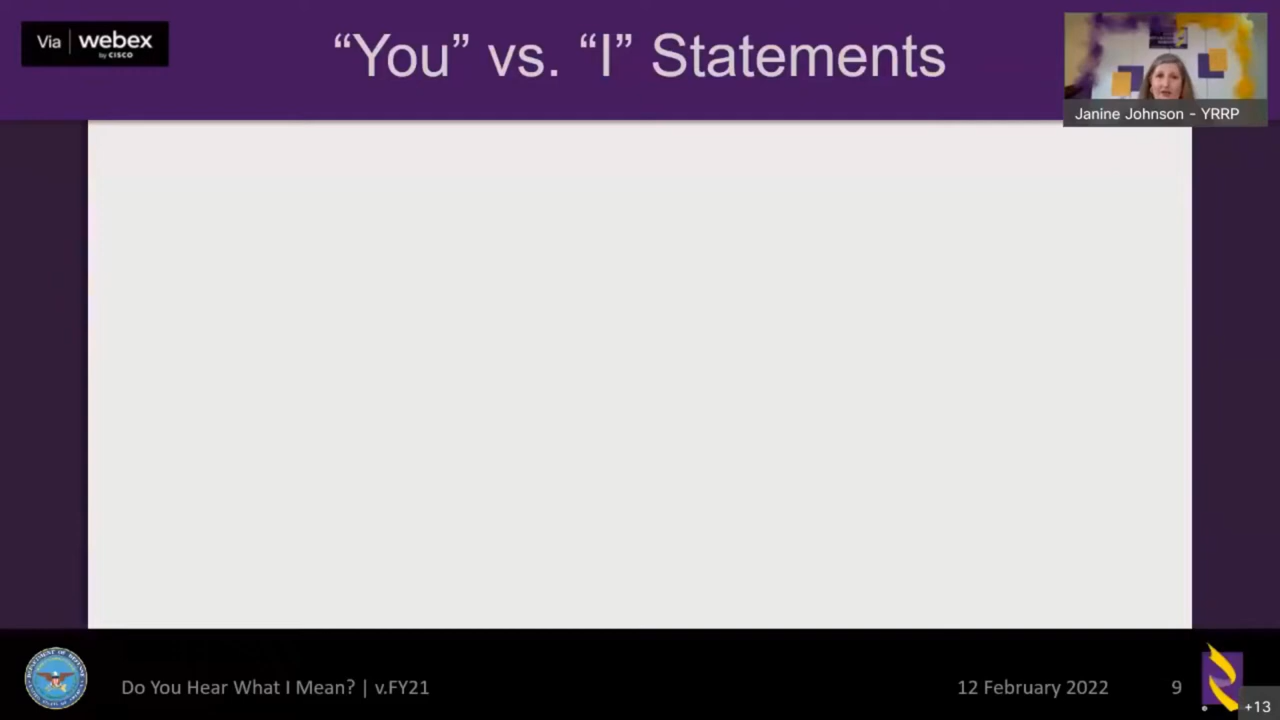 Via | webex
by CISCO
“You” vs. “I” Statements
Janine Johnson - YRRP
Do You Hear What I Mean? | v.FY21
12 February 2022
9
+13